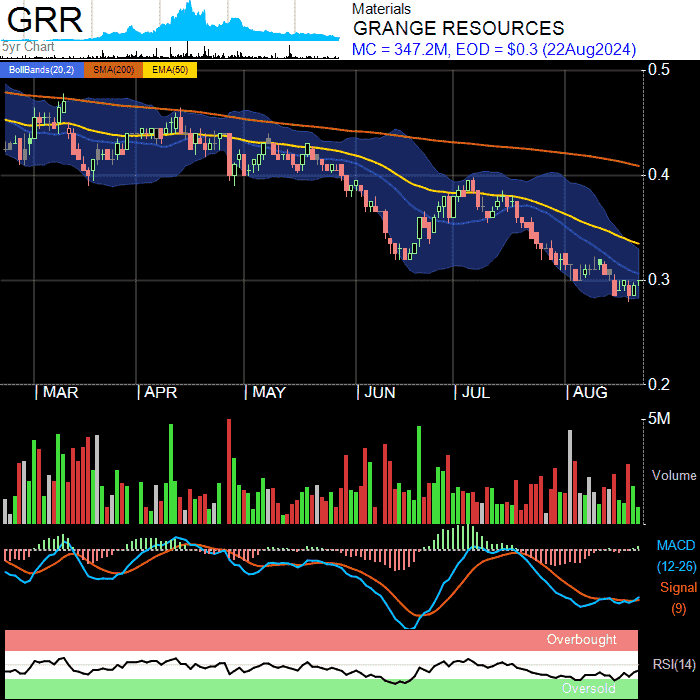 GRR
5yr Chart
Materials
GRANGE RESOURCES
MC = 347.2M, EOD = $0.3 (22Aug2024)
BollBands(20,2) SMA(200) EMA(50)
0.5
0.4
0.3
0.2
MAR APR MAY JUN JUL AUG
5M
Volume
MACD
(12-26)
Signal
(9)
Overbought
RSI(14)
Oversold